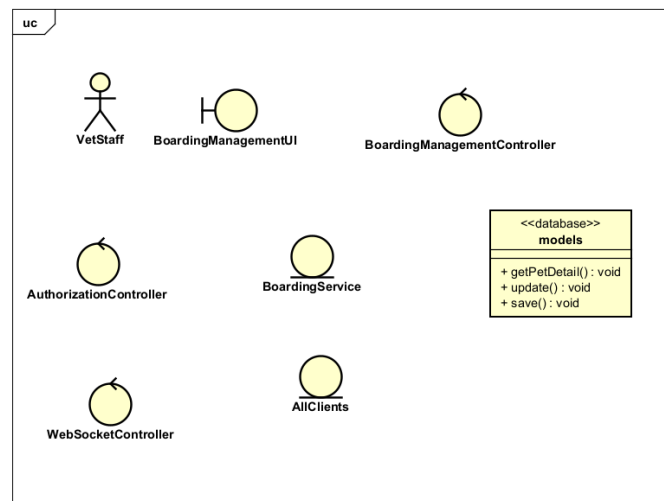 uc
VetStaff
BoardingManagementUI
BoardingManagementController
<<database>>
models
+ getPetDetail() : void
+ update() : void
+ save() : void
AuthorizationController
BoardingService
WebSocketController
AllClients